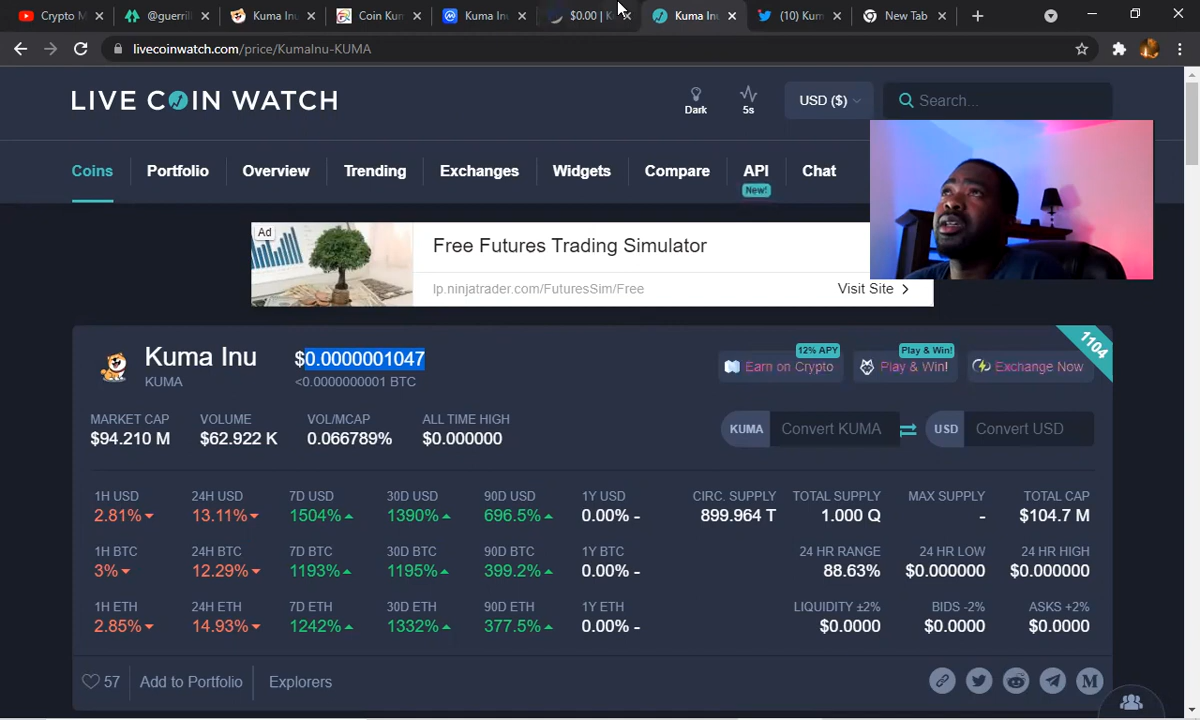 Crypto M
@guerrill
Kuma In
Coin Kum
Kuma In
$0.00 | K
Kuma In
(10) Kum
New Tab
livecoinwatch.com/price/KumaInu-KUMA
LIVE COIN WATCH
Dark
5s
USD ($)
Search...
Coins
Portfolio
Overview
Trending
Exchanges
Widgets
Compare
API
New!
Chat
Ad
Free Futures Trading Simulator
lp.ninjatrader.com/FuturesSim/Free
Visit Site
1104
Kuma Inu
KUMA
$0.0000001047
<0.0000000001 BTC
12% APY
Earn on Crypto
Play & Win!
Play & Win!
Exchange Now
MARKET CAP VOLUME VOL/MCAP ALL TIME HIGH
$94.210 M $62.922 K 0.066789% $0.000000
KUMA Convert KUMA USD Convert USD
1H USD 24H USD 7D USD 30D USD 90D USD 1Y USD CIRC. SUPPLY TOTAL SUPPLY MAX SUPPLY TOTAL CAP
2.81% 13.11% 1504% 1390% 696.5% 0.00% - 899.964 T 1.000 Q - $104.7 M
1H BTC 24H BTC 7D BTC 30D BTC 90D BTC 1Y BTC 24 HR RANGE 24 HR LOW 24 HR HIGH
3% 12.29% 1193% 1195% 399.2% 0.00% - 88.63% $0.000000 $0.000000
1H ETH 24H ETH 7D ETH 30D ETH 90D ETH 1Y ETH LIQUIDITY ±2% BIDS -2% ASKS +2%
2.85% 14.93% 1242% 1332% 377.5% 0.00% - $0.0000 $0.0000 $0.0000
57 Add to Portfolio Explorers